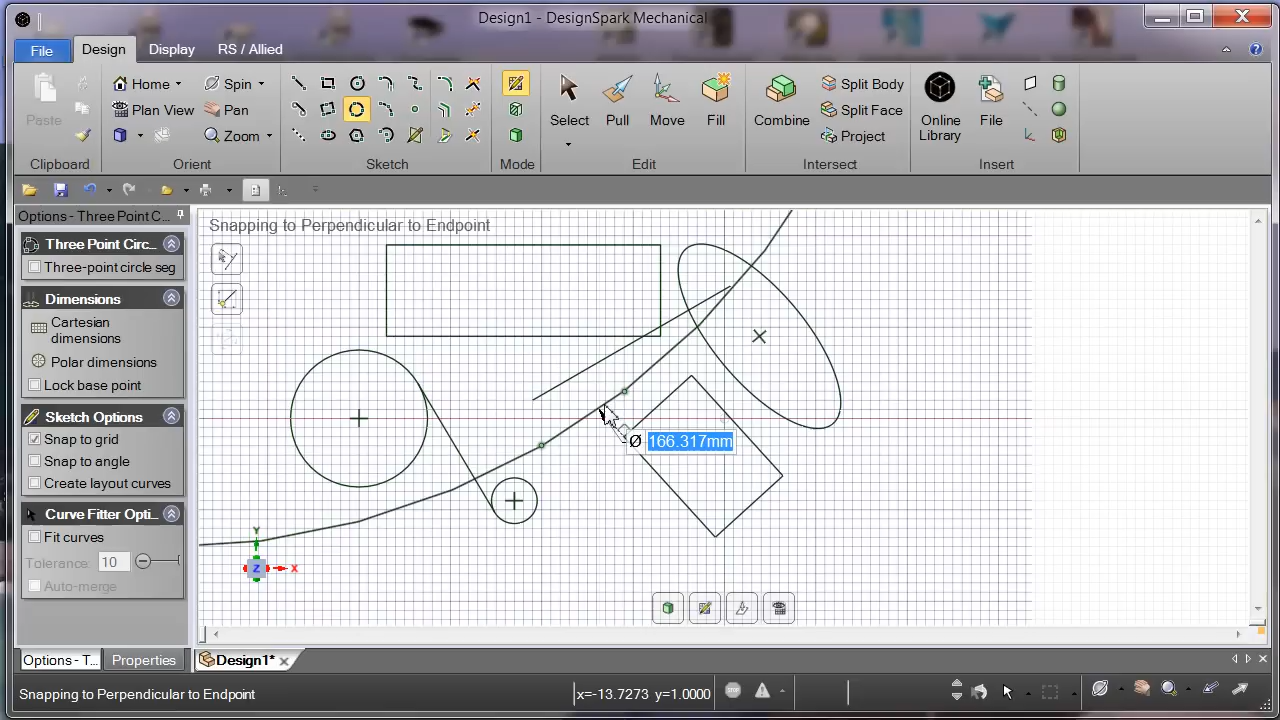 Design1 - DesignSpark Mechanical
File Design Display RS / Allied
Paste
Home
Plan View
Spin
Pan
Zoom
Select
Pull
Move
Fill
Combine
Split Body
Split Face
Project
Online
Library
File
Clipboard Orient Sketch Mode Edit Intersect Insert
Options - Three Point C...
Three Point Circ...
Three-point circle seg
Dimensions
Cartesian
dimensions
Polar dimensions
Lock base point
Sketch Options
Snap to grid
Snap to angle
Create layout curves
Curve Fitter Opti...
Fit curves
Tolerance: 10
Auto-merge
Snapping to Perpendicular to Endpoint
Ø 166.317mm
Y
Z X
Options - T... Properties Design1*
Snapping to Perpendicular to Endpoint x=-13.7273 y=1.0000